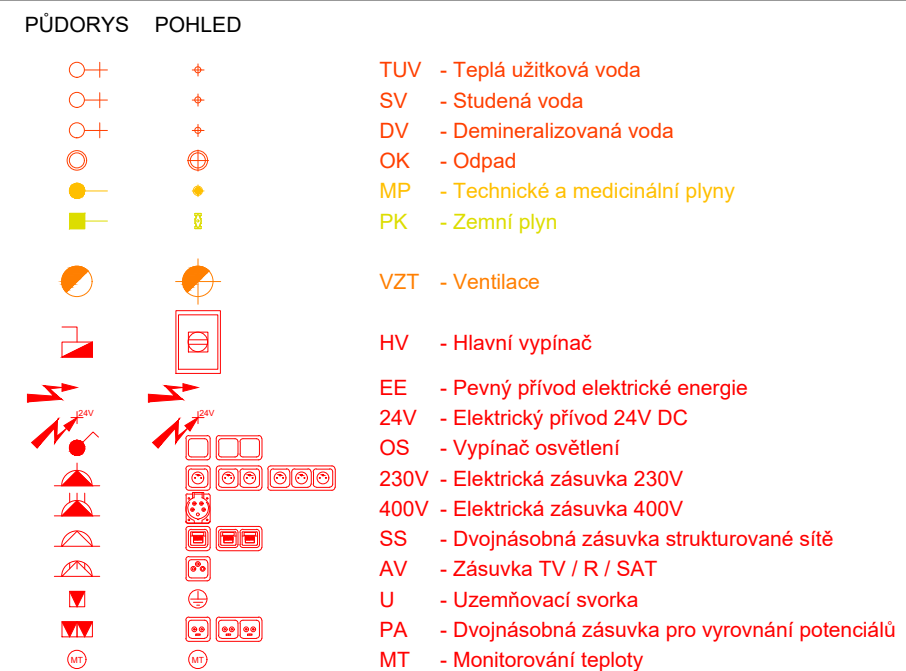 PŮDORYS POHLED
TUV - Teplá užitková voda
SV - Studená voda
DV - Demineralizovaná voda
OK - Odpad
MP - Technické a medicinální plyny
PK - Zemní plyn
VZT - Ventilace
HV - Hlavní vypínač
EE - Pevný přívod elektrické energie
24V 24V 24V - Elektrický přívod 24V DC
OS - Vypínač osvětlení
230V - Elektrická zásuvka 230V
400V - Elektrická zásuvka 400V
SS - Dvojnásobná zásuvka strukturované sítě
AV - Zásuvka TV / R / SAT
U - Uzemňovací svorka
PA - Dvojnásobná zásuvka pro vyrovnání potenciálů
MT MT MT - Monitorování teploty